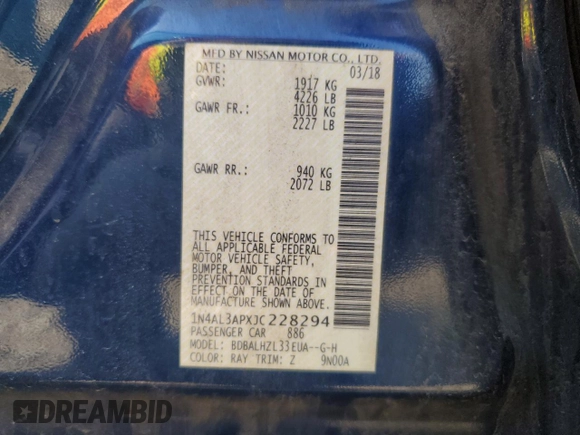 MFD BY NISSAN MOTOR CO., LTD.
DATE: 03/18
GVWR: 1917 KG
4226 LB
GAWR FR.: 1010 KG
2227 LB
GAWR RR.: 940 KG
2072 LB
THIS VEHICLE CONFORMS TO
ALL APPLICABLE FEDERAL
MOTOR VEHICLE SAFETY,
BUMPER, AND THEFT
PREVENTION STANDARDS IN
EFFECT ON THE DATE OF
MANUFACTURE SHOWN ABOVE.
1N4AL3APXJC228294
PASSENGER CAR 886
MODEL: BDBALHZL33EUA--G-H
COLOR: RAY TRIM: Z 9N00A
DREAMBID